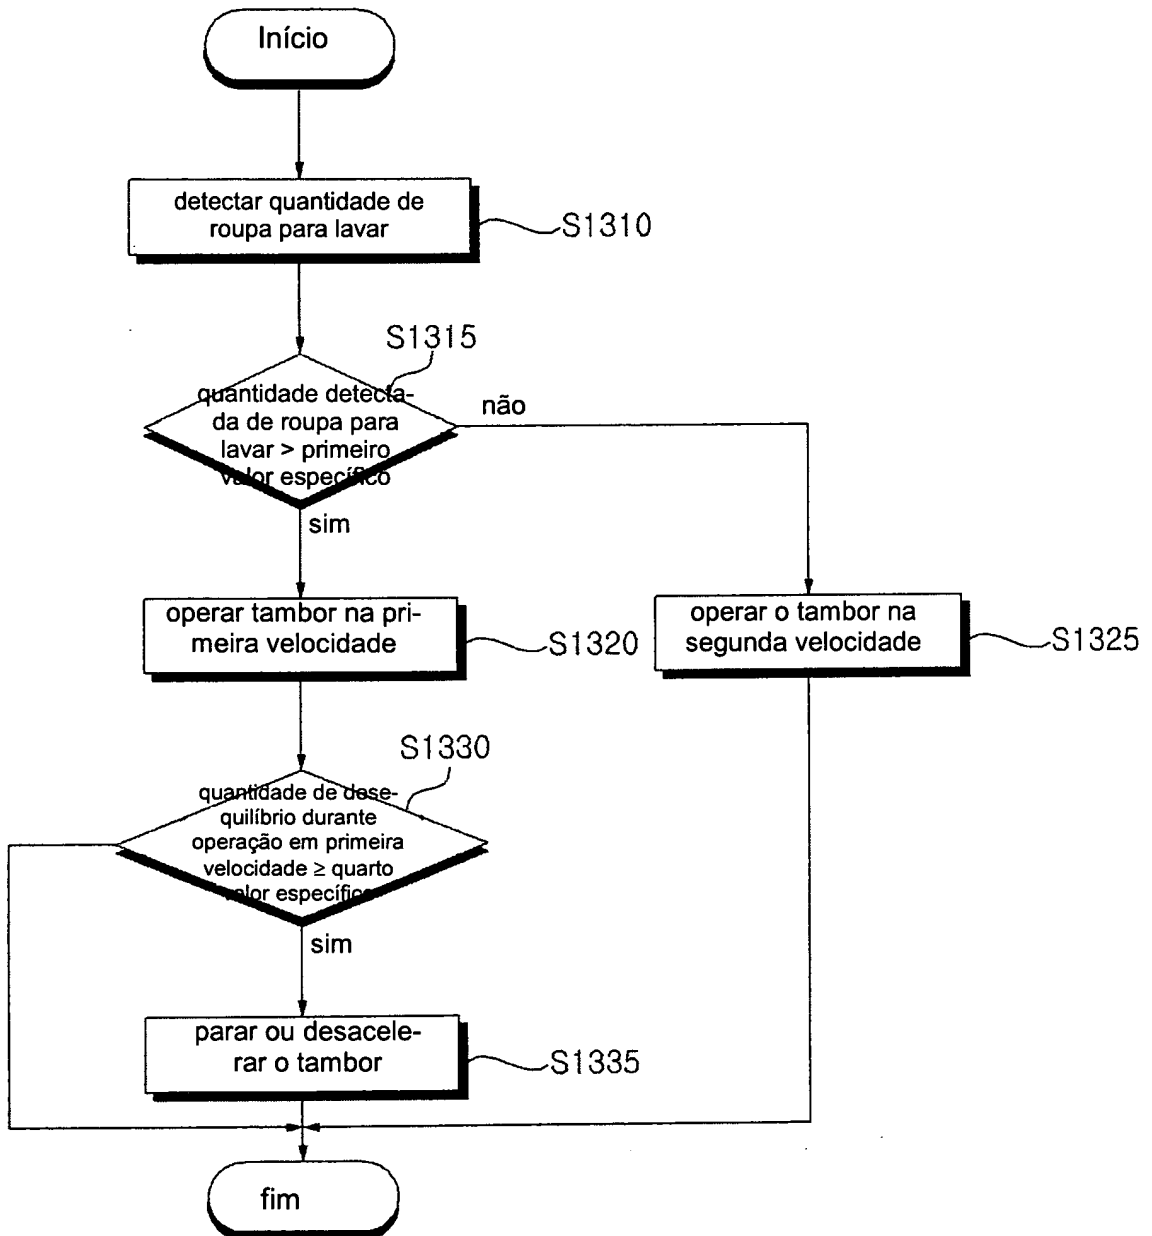 Início
detectar quantidade de
roupa para lavar
S1310
S1315
quantidade detecta-
da de roupa para
lavar > primeiro
valor específico
não
sim
operar tambor na pri-
meira velocidade
S1320
operar o tambor na
segunda velocidade
S1325
S1330
quantidade de dese-
quilíbrio durante
operação em primeira
velocidade ≥ quarto
valor específico
sim
parar ou desacele-
rar o tambor
S1335
fim